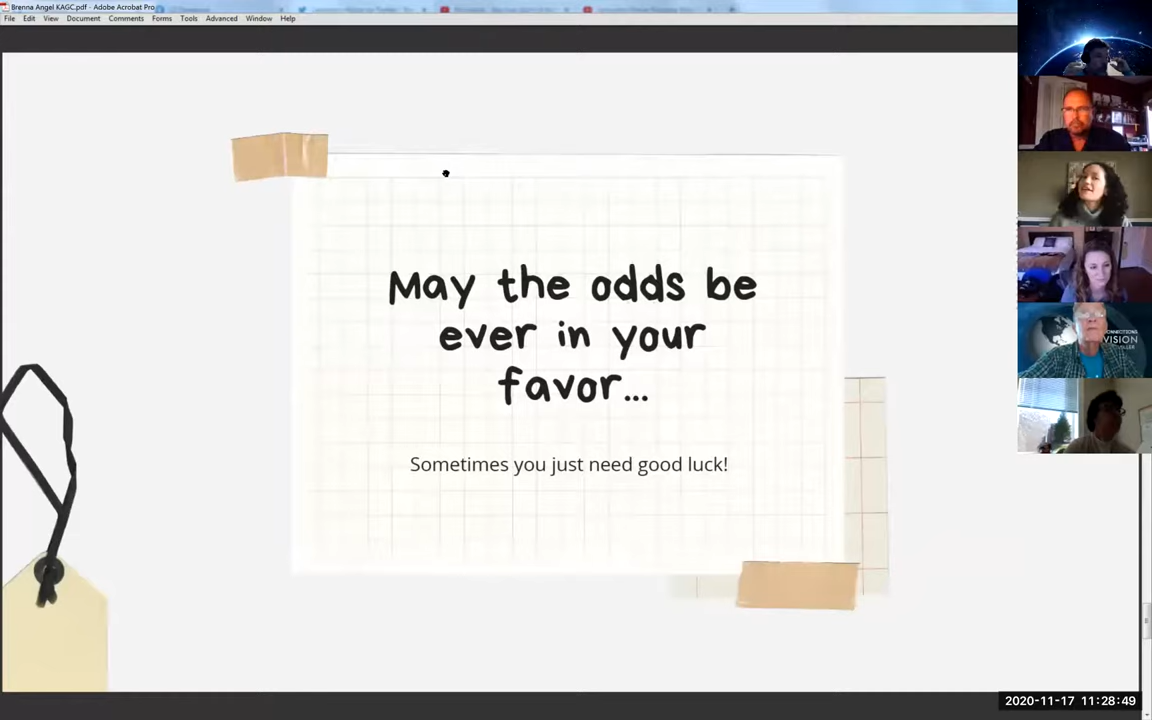 Brenna Angel KAGC.pdf - Adobe Acrobat Pro
File Edit View Document Comments Forms Tools Advanced Window Help
May the odds be
ever in your
favor...
Sometimes you just need good luck!
VISION
2020-11-17 11:28:49